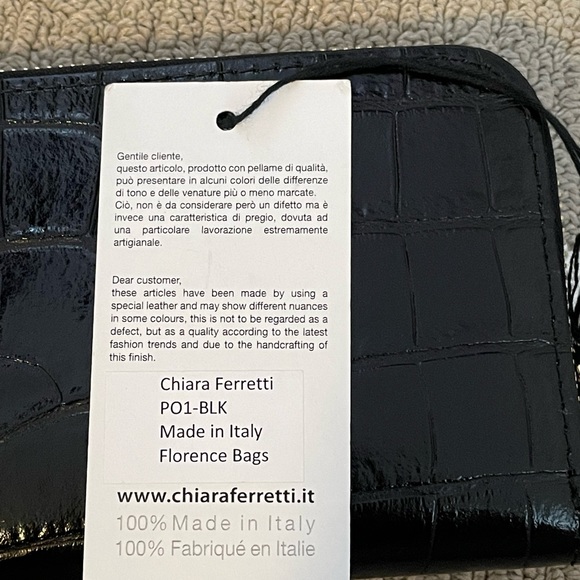 Gentile cliente,
questo articolo, prodotto con pellame di qualità,
può presentare in alcuni colori delle differenze
di tono e delle venature più o meno marcate.
Ciò, non è da considerare però un difetto ma è
invece una caratteristica di pregio, dovuta ad
una particolare lavorazione estremamente
artigianale.
Dear customer,
these articles have been made by using a
special leather and may show different nuances
in some colours, this is not to be regarded as a
defect, but as a quality according to the latest
fashion trends and due to the handcrafting of
this finish.
Chiara Ferretti
PO1-BLK
Made in Italy
Florence Bags
www.chiaraferretti.it
100% Made in Italy
100% Fabriqué en Italie